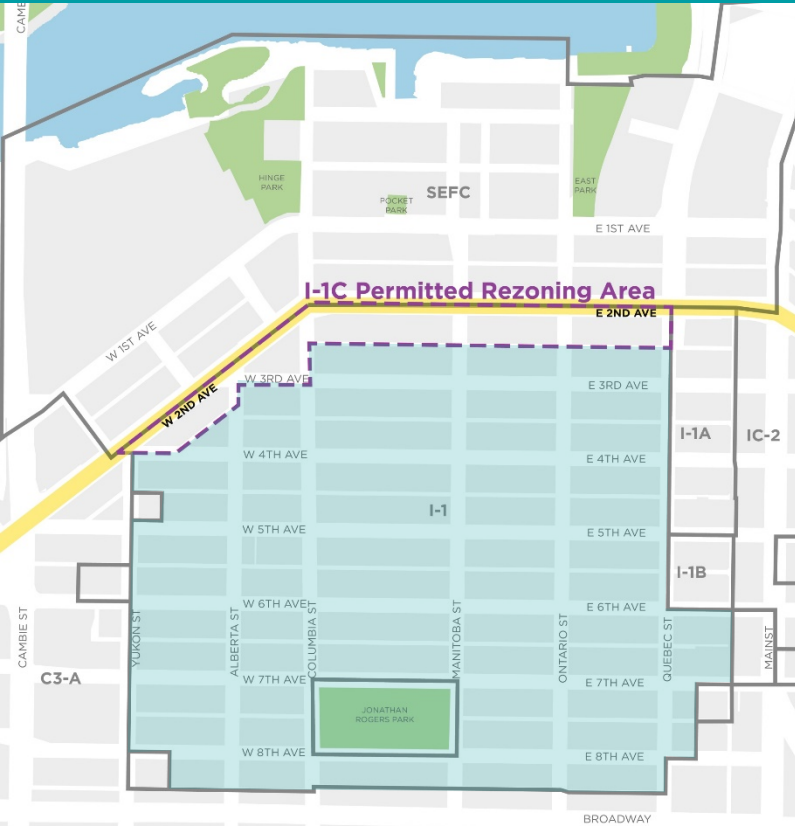 CAMB
HINGE
PARK
POCKET
PARK
SEFC
EAST
PARK
E 1ST AVE
I-1C Permitted Rezoning Area
E 2ND AVE
W 1ST AVE
W 2ND AVE
W 3RD AVE
E 3RD AVE
I-1A
IC-2
W 4TH AVE
E 4TH AVE
I-1
W 5TH AVE
E 5TH AVE
I-1B
W 6TH AVE
E 6TH AVE
CAMBIE ST
YUKON ST
ALBERTA ST
COLUMBIA ST
MANITOBA ST
ONTARIO ST
QUEBEC ST
MAINST
C3-A
W 7TH AVE
E 7TH AVE
JONATHAN
ROGERS PARK
W 8TH AVE
E 8TH AVE
BROADWAY